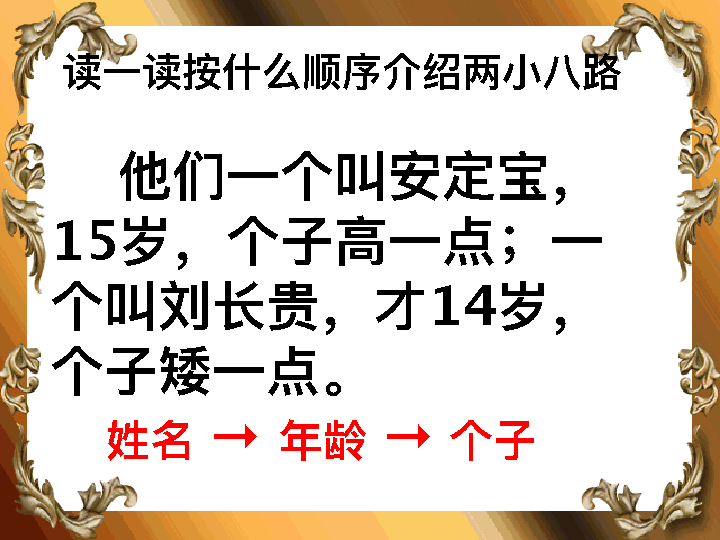 读一读按什么顺序介绍两小八路
他们一个叫安定宝，
15岁，个子高一点；一
个叫刘长贵，才14岁，
个子矮一点。
姓名 → 年龄 → 个子